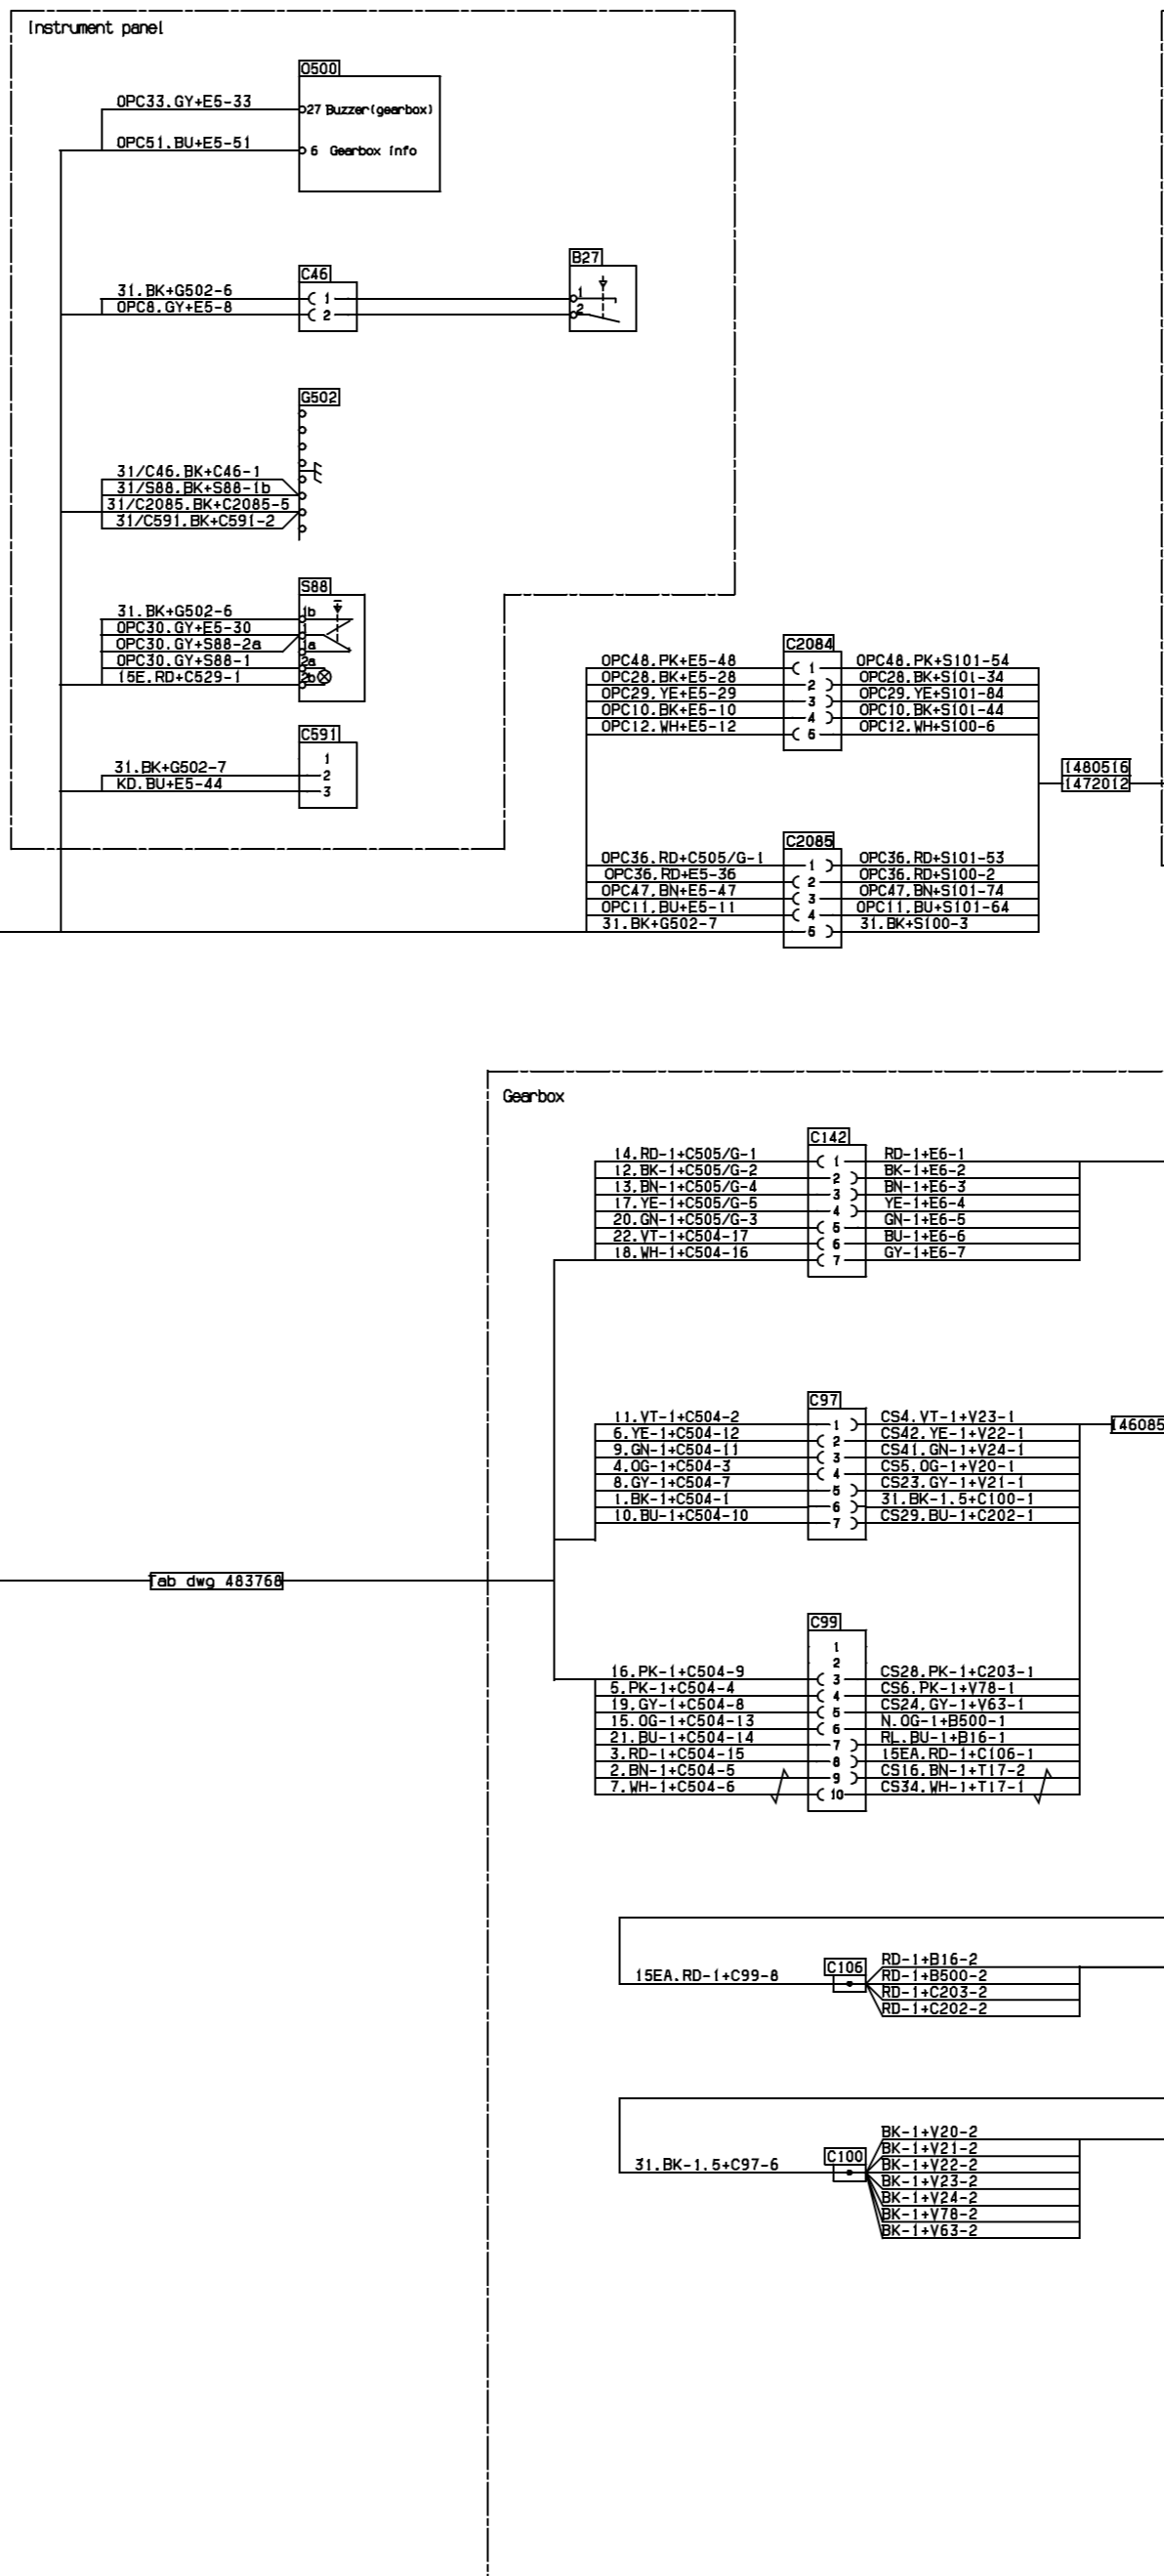 Instrument panel
O500
OPC33.GY+E5-33
27 Buzzer(gearbox)
OPC51.BU+E5-51
6 Gearbox info
C46
B27
31.BK+G502-6
1
1
OPC8.GY+E5-8
2
2
G502
31/C46.BK+C46-1
31/S88.BK+S88-1b
31/C2085.BK+C2085-5
31/C591.BK+C591-2
S88
31.BK+G502-6
1b
OPC30.GY+E5-30
1
OPC30.GY+S88-2a
1a
OPC30.GY+S88-1
2a
15E.RD+C529-1
2b
C591
1
31.BK+G502-7
2
KD.BU+E5-44
3
C2084
OPC48.PK+E5-48 1 OPC48.PK+S101-54
OPC28.BK+E5-28 2 OPC28.BK+S101-34
OPC29.YE+E5-29 3 OPC29.YE+S101-84
OPC10.BK+E5-10 4 OPC10.BK+S101-44
OPC12.WH+E5-12 5 OPC12.WH+S100-6
1480516
1472012
C2085
OPC36.RD+C505/G-1 1 OPC36.RD+S101-53
OPC36.RD+E5-36 2 OPC36.RD+S100-2
OPC47.BN+E5-47 3 OPC47.BN+S101-74
OPC11.BU+E5-11 4 OPC11.BU+S101-64
31.BK+G502-7 5 31.BK+S100-3
Gearbox
C142
14.RD-1+C505/G-1 1 RD-1+E6-1
12.BK-1+C505/G-2 2 BK-1+E6-2
13.BN-1+C505/G-4 3 BN-1+E6-3
17.YE-1+C505/G-5 4 YE-1+E6-4
20.GN-1+C505/G-3 5 GN-1+E6-5
22.VT-1+C504-17 6 BU-1+E6-6
18.WH-1+C504-16 7 GY-1+E6-7
C97
11.VT-1+C504-2 1 CS4.VT-1+V23-1
146085
6.YE-1+C504-12 2 CS42.YE-1+V22-1
9.GN-1+C504-11 3 CS41.GN-1+V24-1
4.OG-1+C504-3 4 CS5.OG-1+V20-1
8.GY-1+C504-7 5 CS23.GY-1+V21-1
1.BK-1+C504-1 6 31.BK-1.5+C100-1
10.BU-1+C504-10 7 CS29.BU-1+C202-1
Tab dwg 483768
C99
1
2
16.PK-1+C504-9 3 CS28.PK-1+C203-1
5.PK-1+C504-4 4 CS6.PK-1+V78-1
19.GY-1+C504-8 5 CS24.GY-1+V63-1
15.OG-1+C504-13 6 N.OG-1+B500-1
21.BU-1+C504-14 7 RL.BU-1+B16-1
3.RD-1+C504-15 8 15EA.RD-1+C106-1
2.BN-1+C504-5 9 CS16.BN-1+T17-2
7.WH-1+C504-6 10 CS34.WH-1+T17-1
C106
RD-1+B16-2
15EA.RD-1+C99-8
RD-1+B500-2
RD-1+C203-2
RD-1+C202-2
C100
BK-1+V20-2
BK-1+V21-2
31.BK-1.5+C97-6
BK-1+V22-2
BK-1+V23-2
BK-1+V24-2
BK-1+V78-2
BK-1+V63-2